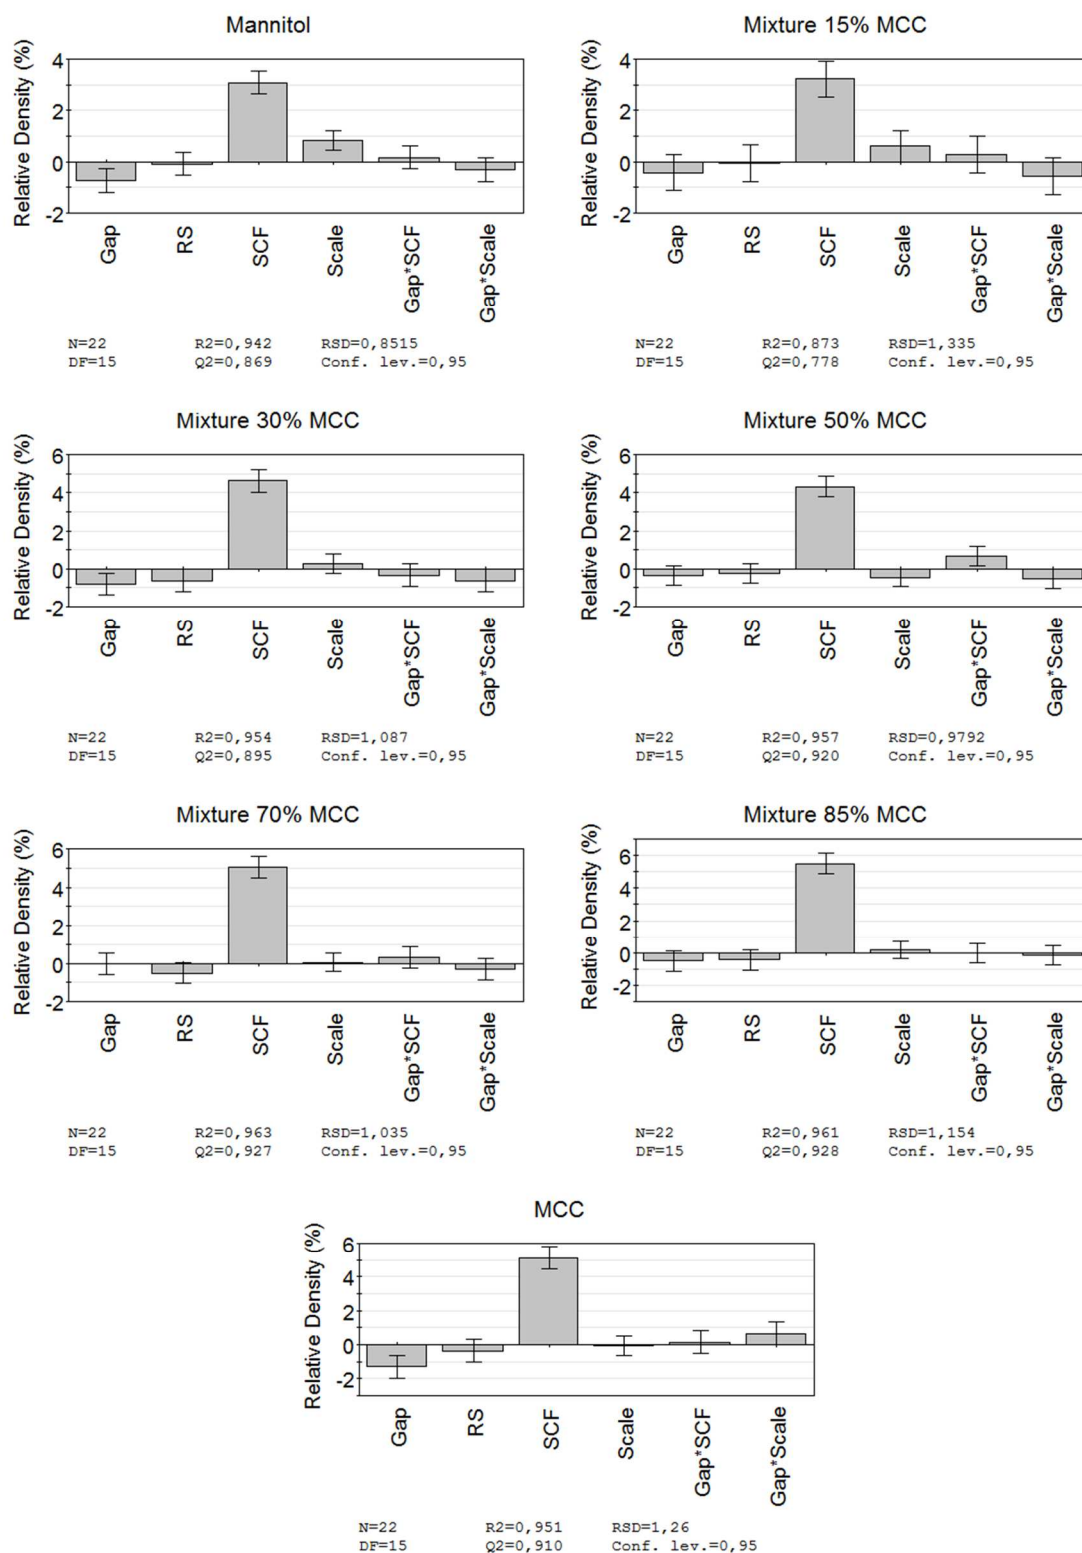 Mannitol
Relative Density (%)
4
2
0
-2
Gap
RS
SCF
Scale
Gap*SCF
Gap*Scale
N=22 R2=0,942 RSD=0,8515
DF=15 Q2=0,869 Conf. lev.=0,95
Mixture 15% MCC
Relative Density (%)
4
2
0
-2
Gap
RS
SCF
Scale
Gap*SCF
Gap*Scale
N=22 R2=0,873 RSD=1,335
DF=15 Q2=0,778 Conf. lev.=0,95
Mixture 30% MCC
Relative Density (%)
6
4
2
0
-2
Gap
RS
SCF
Scale
Gap*SCF
Gap*Scale
N=22 R2=0,954 RSD=1,087
DF=15 Q2=0,895 Conf. lev.=0,95
Mixture 50% MCC
Relative Density (%)
6
4
2
0
-2
Gap
RS
SCF
Scale
Gap*SCF
Gap*Scale
N=22 R2=0,957 RSD=0,9792
DF=15 Q2=0,920 Conf. lev.=0,95
Mixture 70% MCC
Relative Density (%)
6
4
2
0
-2
Gap
RS
SCF
Scale
Gap*SCF
Gap*Scale
N=22 R2=0,963 RSD=1,035
DF=15 Q2=0,927 Conf. lev.=0,95
Mixture 85% MCC
Relative Density (%)
6
4
2
0
-2
Gap
RS
SCF
Scale
Gap*SCF
Gap*Scale
N=22 R2=0,961 RSD=1,154
DF=15 Q2=0,928 Conf. lev.=0,95
MCC
Relative Density (%)
6
4
2
0
-2
Gap
RS
SCF
Scale
Gap*SCF
Gap*Scale
N=22 R2=0,951 RSD=1,26
DF=15 Q2=0,910 Conf. lev.=0,95